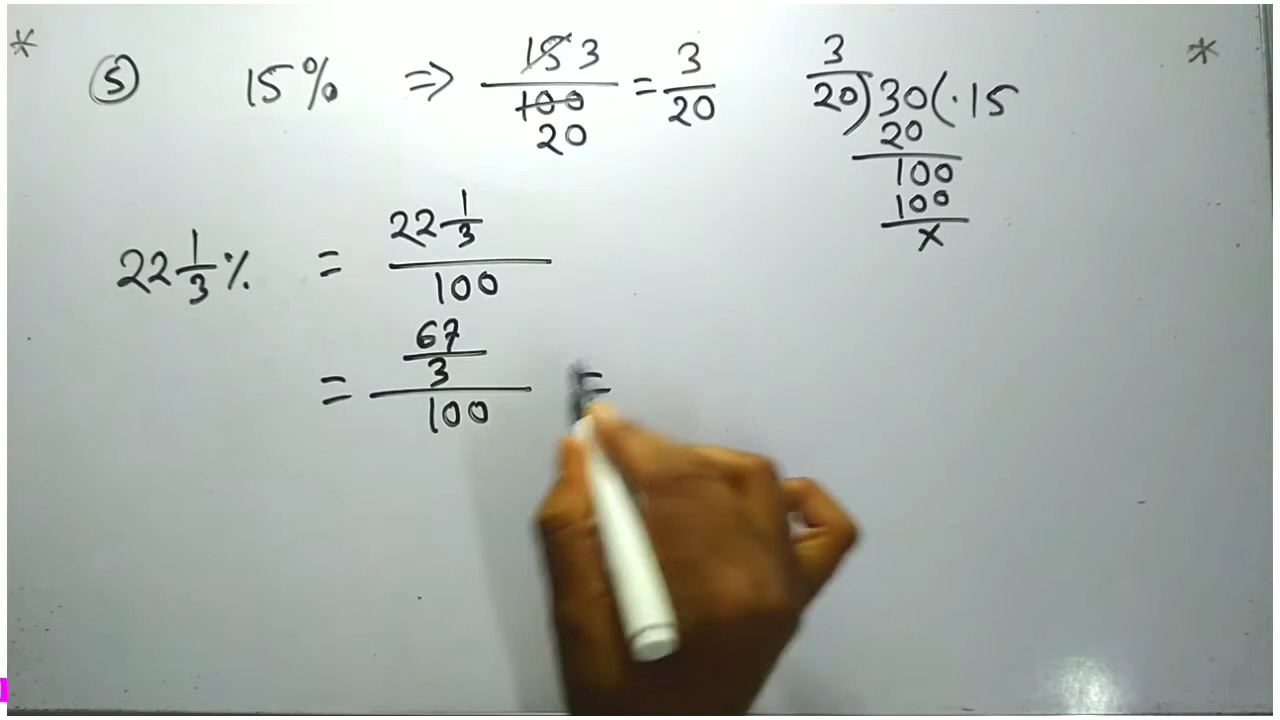 * ⑤ 15% ⇒ 15 3 / 100 20 = 3/20 3/20)30(.15 *
20
100
100
x
22 1/3 % = 22 1/3 / 100
= 67/3 / 100 =